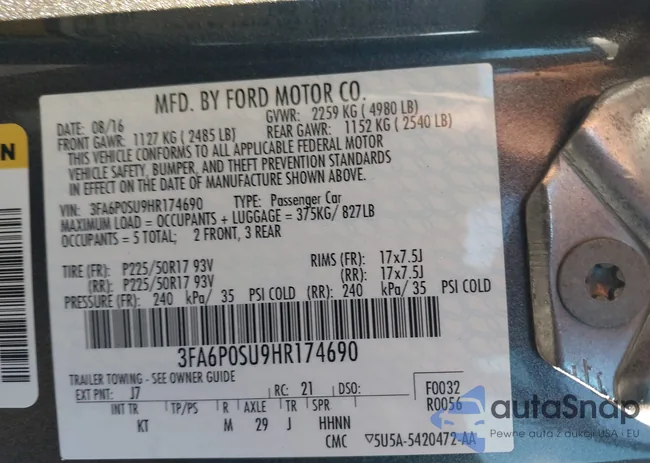 MFD. BY FORD MOTOR CO.
DATE: 08/16 GVWR: 2259 KG ( 4980 LB)
FRONT GAWR: 1127 KG ( 2485 LB) REAR GAWR: 1152 KG ( 2540 LB)
THIS VEHICLE CONFORMS TO ALL APPLICABLE FEDERAL MOTOR
VEHICLE SAFETY, BUMPER, AND THEFT PREVENTION STANDARDS
IN EFFECT ON THE DATE OF MANUFACTURE SHOWN ABOVE.
VIN: 3FA6P0SU9HR174690 TYPE: Passenger Car
MAXIMUM LOAD = OCCUPANTS + LUGGAGE = 375KG/ 827LB
OCCUPANTS = 5 TOTAL; 2 FRONT, 3 REAR
TIRE (FR): P225/50R17 93V RIMS (FR): 17x7.5J
(RR): P225/50R17 93V (RR): 17x7.5J
PRESSURE (FR): 240 kPa/ 35 PSI COLD (RR): 240 kPa/ 35 PSI COLD
3FA6P0SU9HR174690
TRAILER TOWING - SEE OWNER GUIDE
EXT PNT: J7 RC: 21 DSO: F0032
R0056
INT TR TP/PS R AXLE TR SPR
KT M 29 J HHNN
CMC ▽5U5A-5420472-AA
N
autoSnap
Pewne auto z aukcji USA i EU